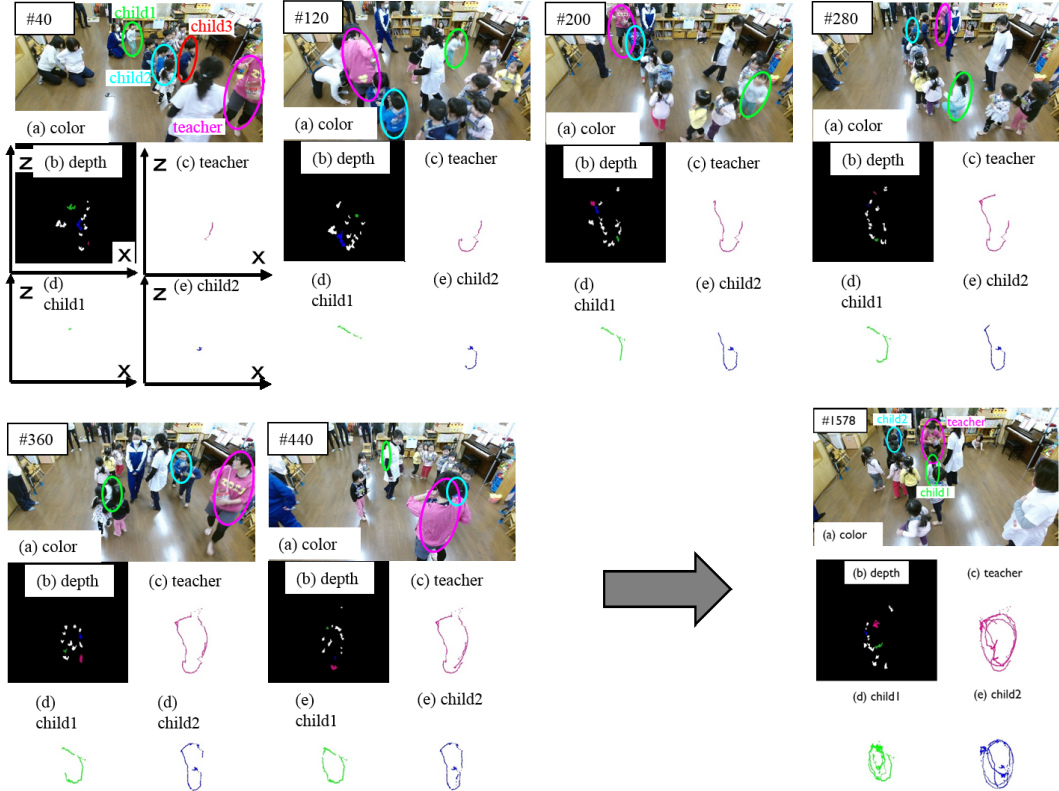 #40
child1
child3
child2
teacher
(a) color
(b) depth
(c) teacher
Z
X
Z
X
(d)
child1
(e) child2
Z
X
Z
X
#120
(a) color
(b) depth
(c) teacher
(d)
child1
(e) child2
#200
(a) color
(b) depth
(c) teacher
(d)
child1
(e) child2
#280
(a) color
(b) depth
(c) teacher
(d)
child1
(e) child2
#360
(a) color
(b) depth
(c) teacher
(d)
child1
(d)
child2
#440
(a) color
(b) depth
(c) teacher
(e)
child1
(e) child2
#1578
child2
teacher
child1
(a) color
(b) depth
(c) teacher
(d) child1
(e) child2